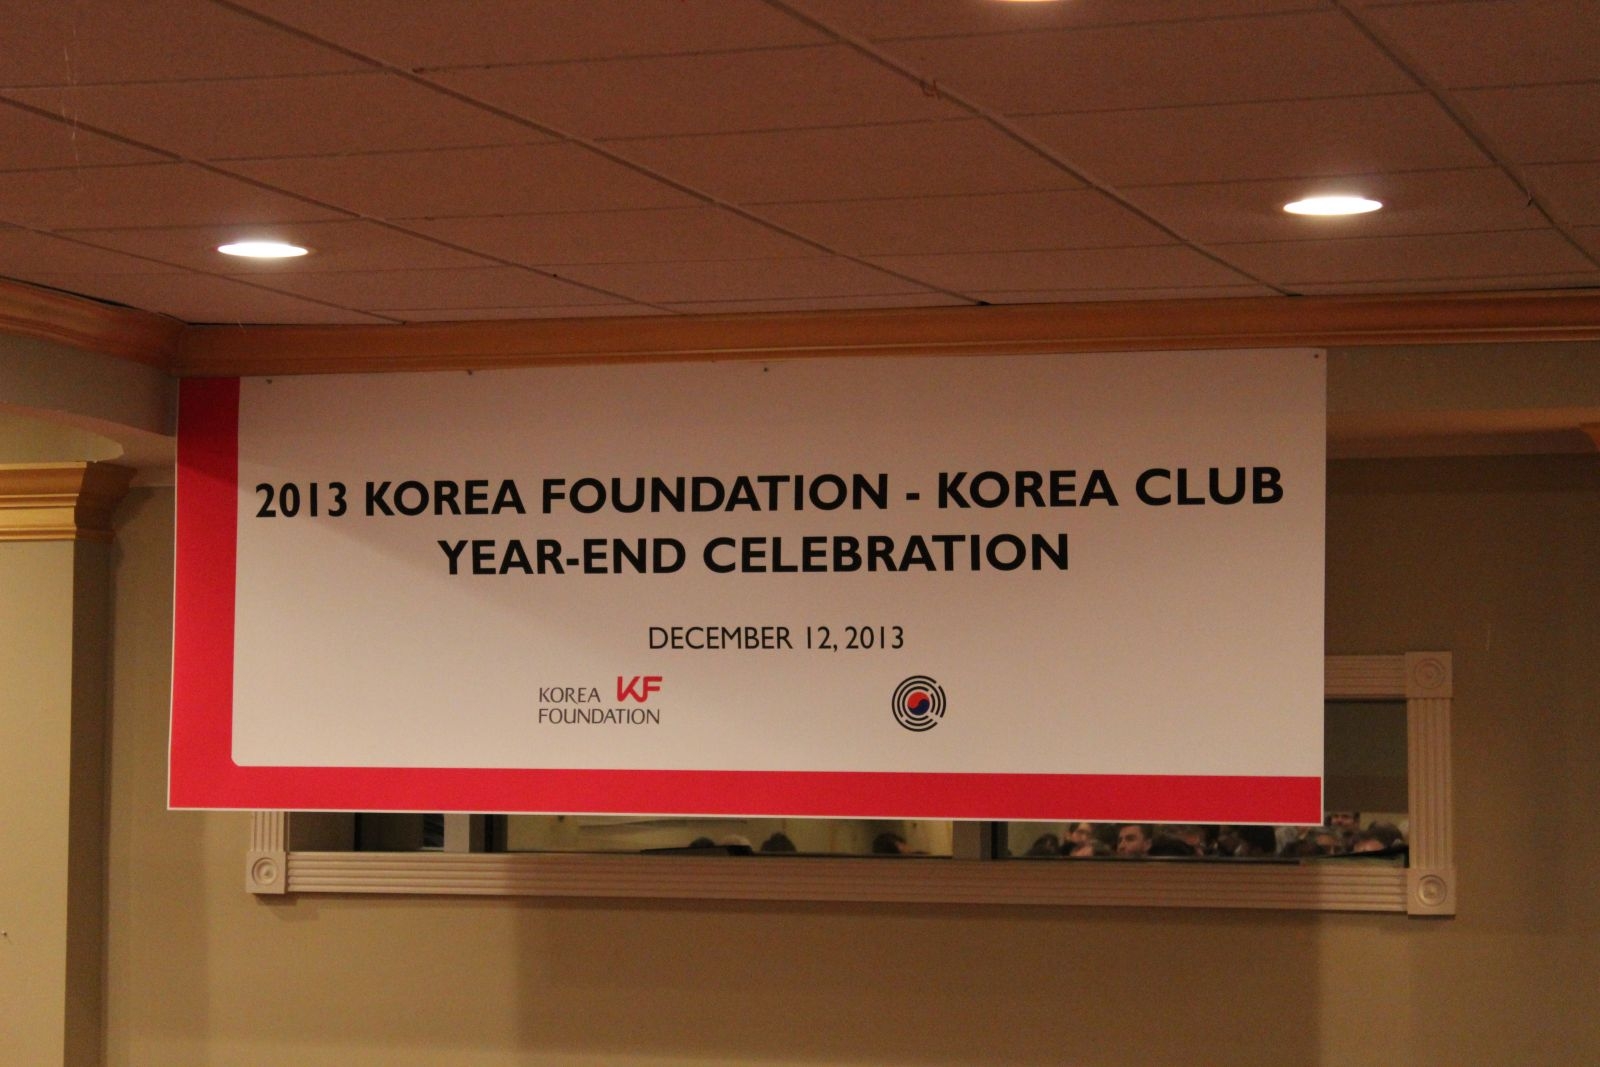 2013 KOREA FOUNDATION - KOREA CLUB
YEAR-END CELEBRATION
DECEMBER 12, 2013
KOREA KF
FOUNDATION